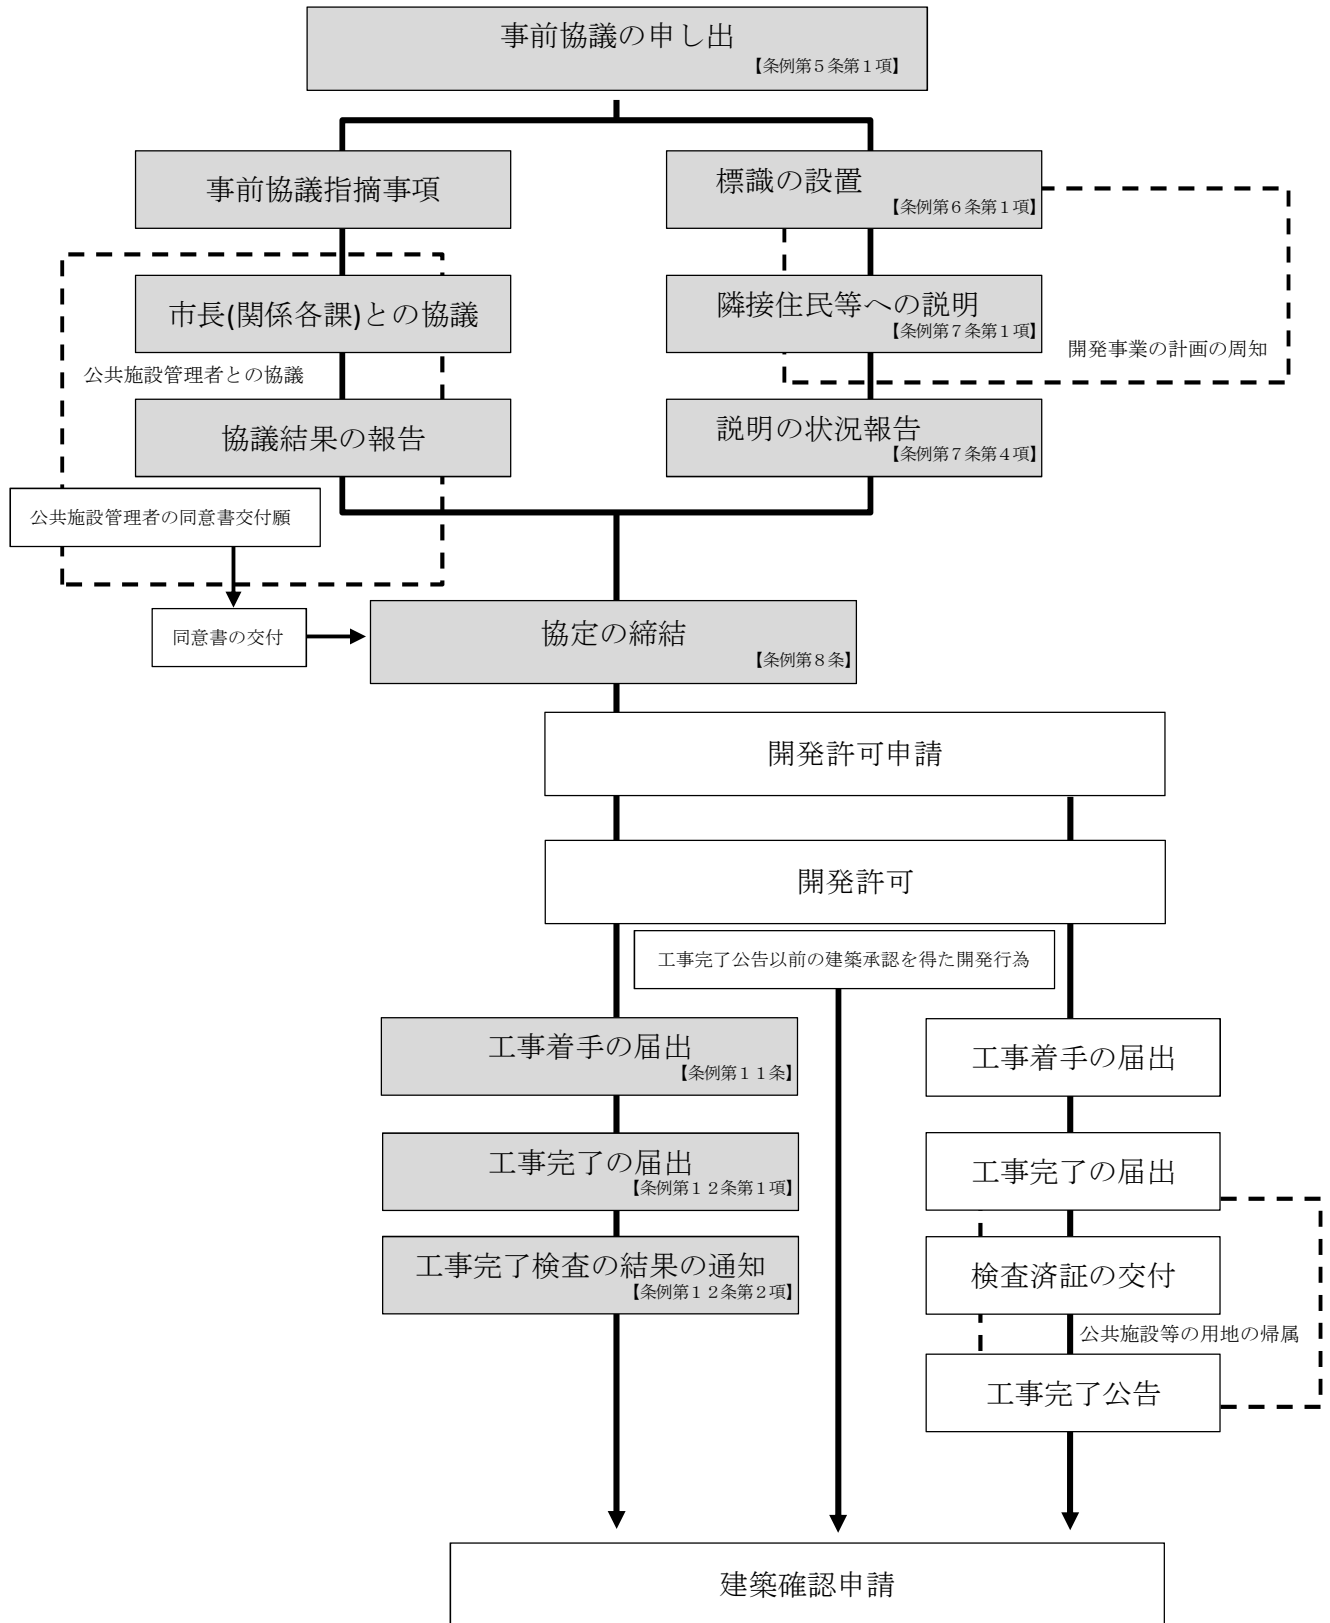 事前協議の申し出
【条例第５条第１項】
事前協議指摘事項
標識の設置
【条例第６条第１項】
市長(関係各課)との協議
隣接住民等への説明
【条例第７条第１項】
開発事業の計画の周知
公共施設管理者との協議
協議結果の報告
説明の状況報告
【条例第７条第４項】
公共施設管理者の同意書交付願
同意書の交付
協定の締結
【条例第８条】
開発許可申請
開発許可
工事完了公告以前の建築承認を得た開発行為
工事着手の届出
【条例第１１条】
工事着手の届出
工事完了の届出
【条例第１２条第１項】
工事完了の届出
工事完了検査の結果の通知
【条例第１２条第２項】
検査済証の交付
公共施設等の用地の帰属
工事完了公告
建築確認申請